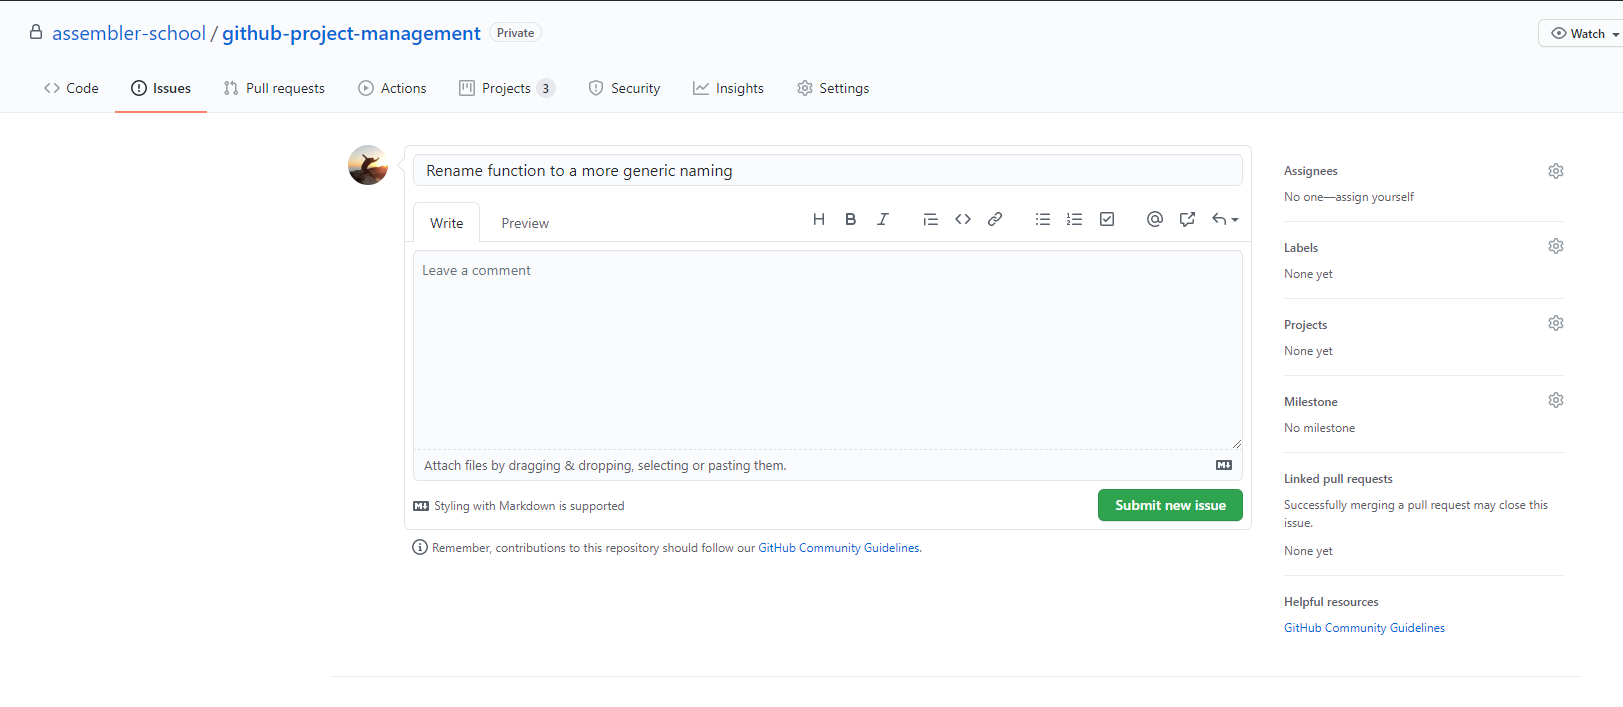 assembler-school / github-project-management Private
Watch
Code Issues Pull requests Actions Projects 3 Security Insights Settings
Rename function to a more generic naming
Write Preview
Leave a comment
Attach files by dragging & dropping, selecting or pasting them.
Styling with Markdown is supported
Submit new issue
Remember, contributions to this repository should follow our GitHub Community Guidelines.
Assignees
No one—assign yourself
Labels
None yet
Projects
None yet
Milestone
No milestone
Linked pull requests
Successfully merging a pull request may close this
issue.
None yet
Helpful resources
GitHub Community Guidelines